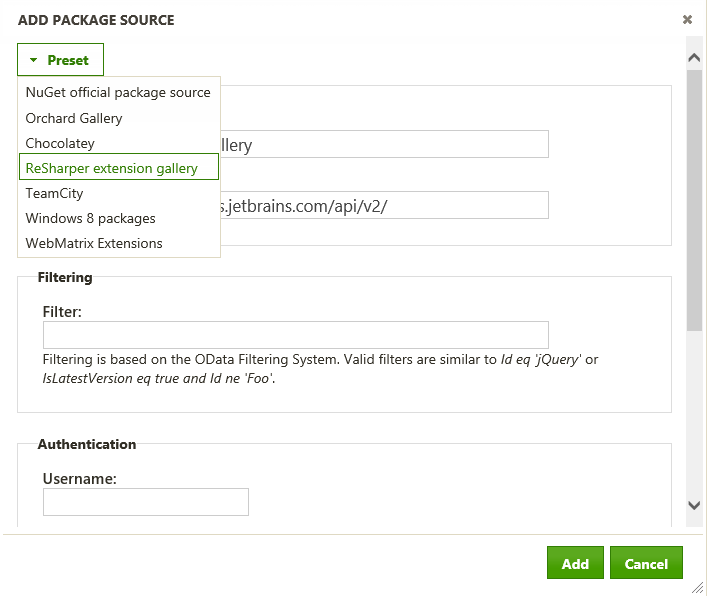 ADD PACKAGE SOURCE
Preset
NuGet official package source
Orchard Gallery
Chocolatey
ReSharper extension gallery
TeamCity
Windows 8 packages
WebMatrix Extensions
.jetbrains.com/api/v2/
Filtering
Filter:
Filtering is based on the OData Filtering System. Valid filters are similar to Id eq 'jQuery' or
IsLatestVersion eq true and Id ne 'Foo'.
Authentication
Username:
Add
Cancel